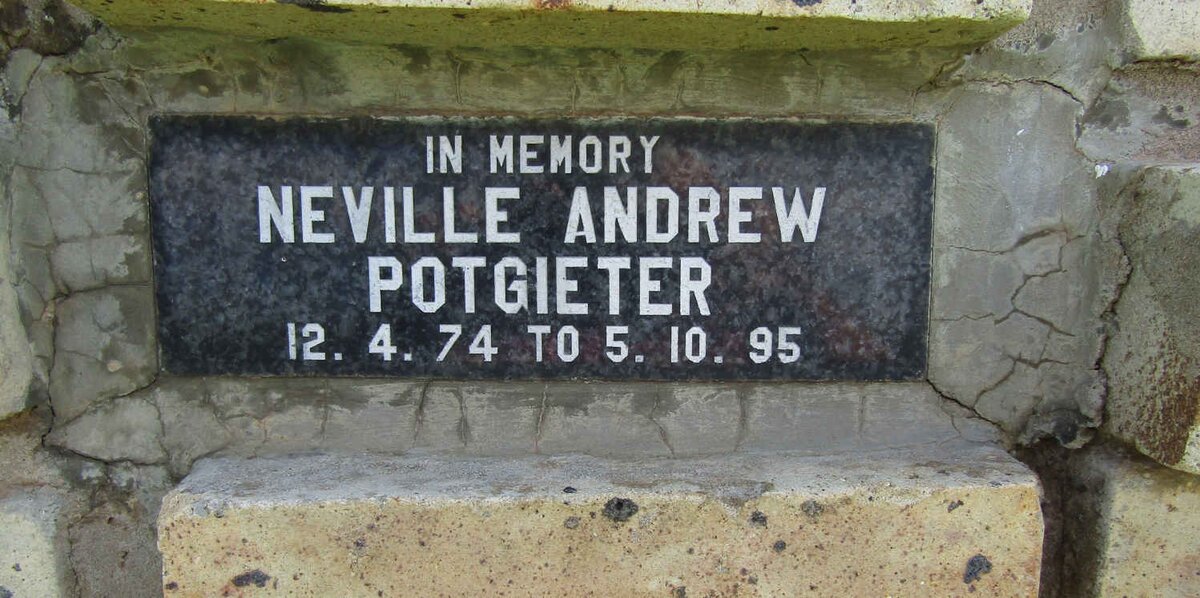 IN MEMORY
NEVILLE ANDREW
POTGIETER
12. 4. 74 TO 5. 10. 95